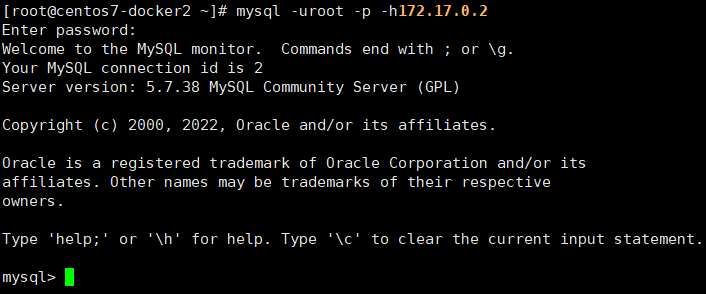 [root@centos7-docker2 ~]# mysql -uroot -p -h172.17.0.2
Enter password:
Welcome to the MySQL monitor.  Commands end with ; or \g.
Your MySQL connection id is 2
Server version: 5.7.38 MySQL Community Server (GPL)

Copyright (c) 2000, 2022, Oracle and/or its affiliates.

Oracle is a registered trademark of Oracle Corporation and/or its
affiliates. Other names may be trademarks of their respective
owners.

Type 'help;' or '\h' for help. Type '\c' to clear the current input statement.

mysql>